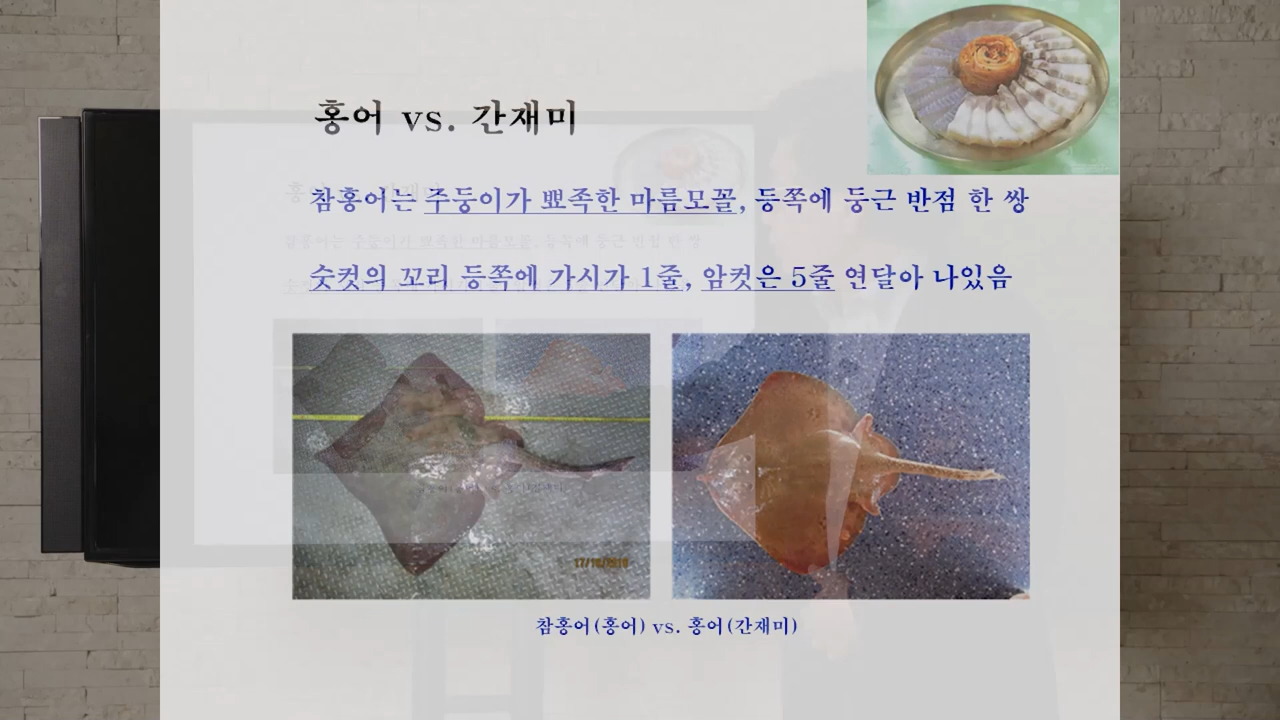 홍어 vs. 간재미
참홍어는 주둥이가 뾰족한 마름모꼴, 등쪽에 둥근 반점 한 쌍
숫컷의 꼬리 등쪽에 가시가 1줄, 암컷은 5줄 연달아 나있음
17/10/2010
참홍어(홍어) vs. 홍어(간재미)